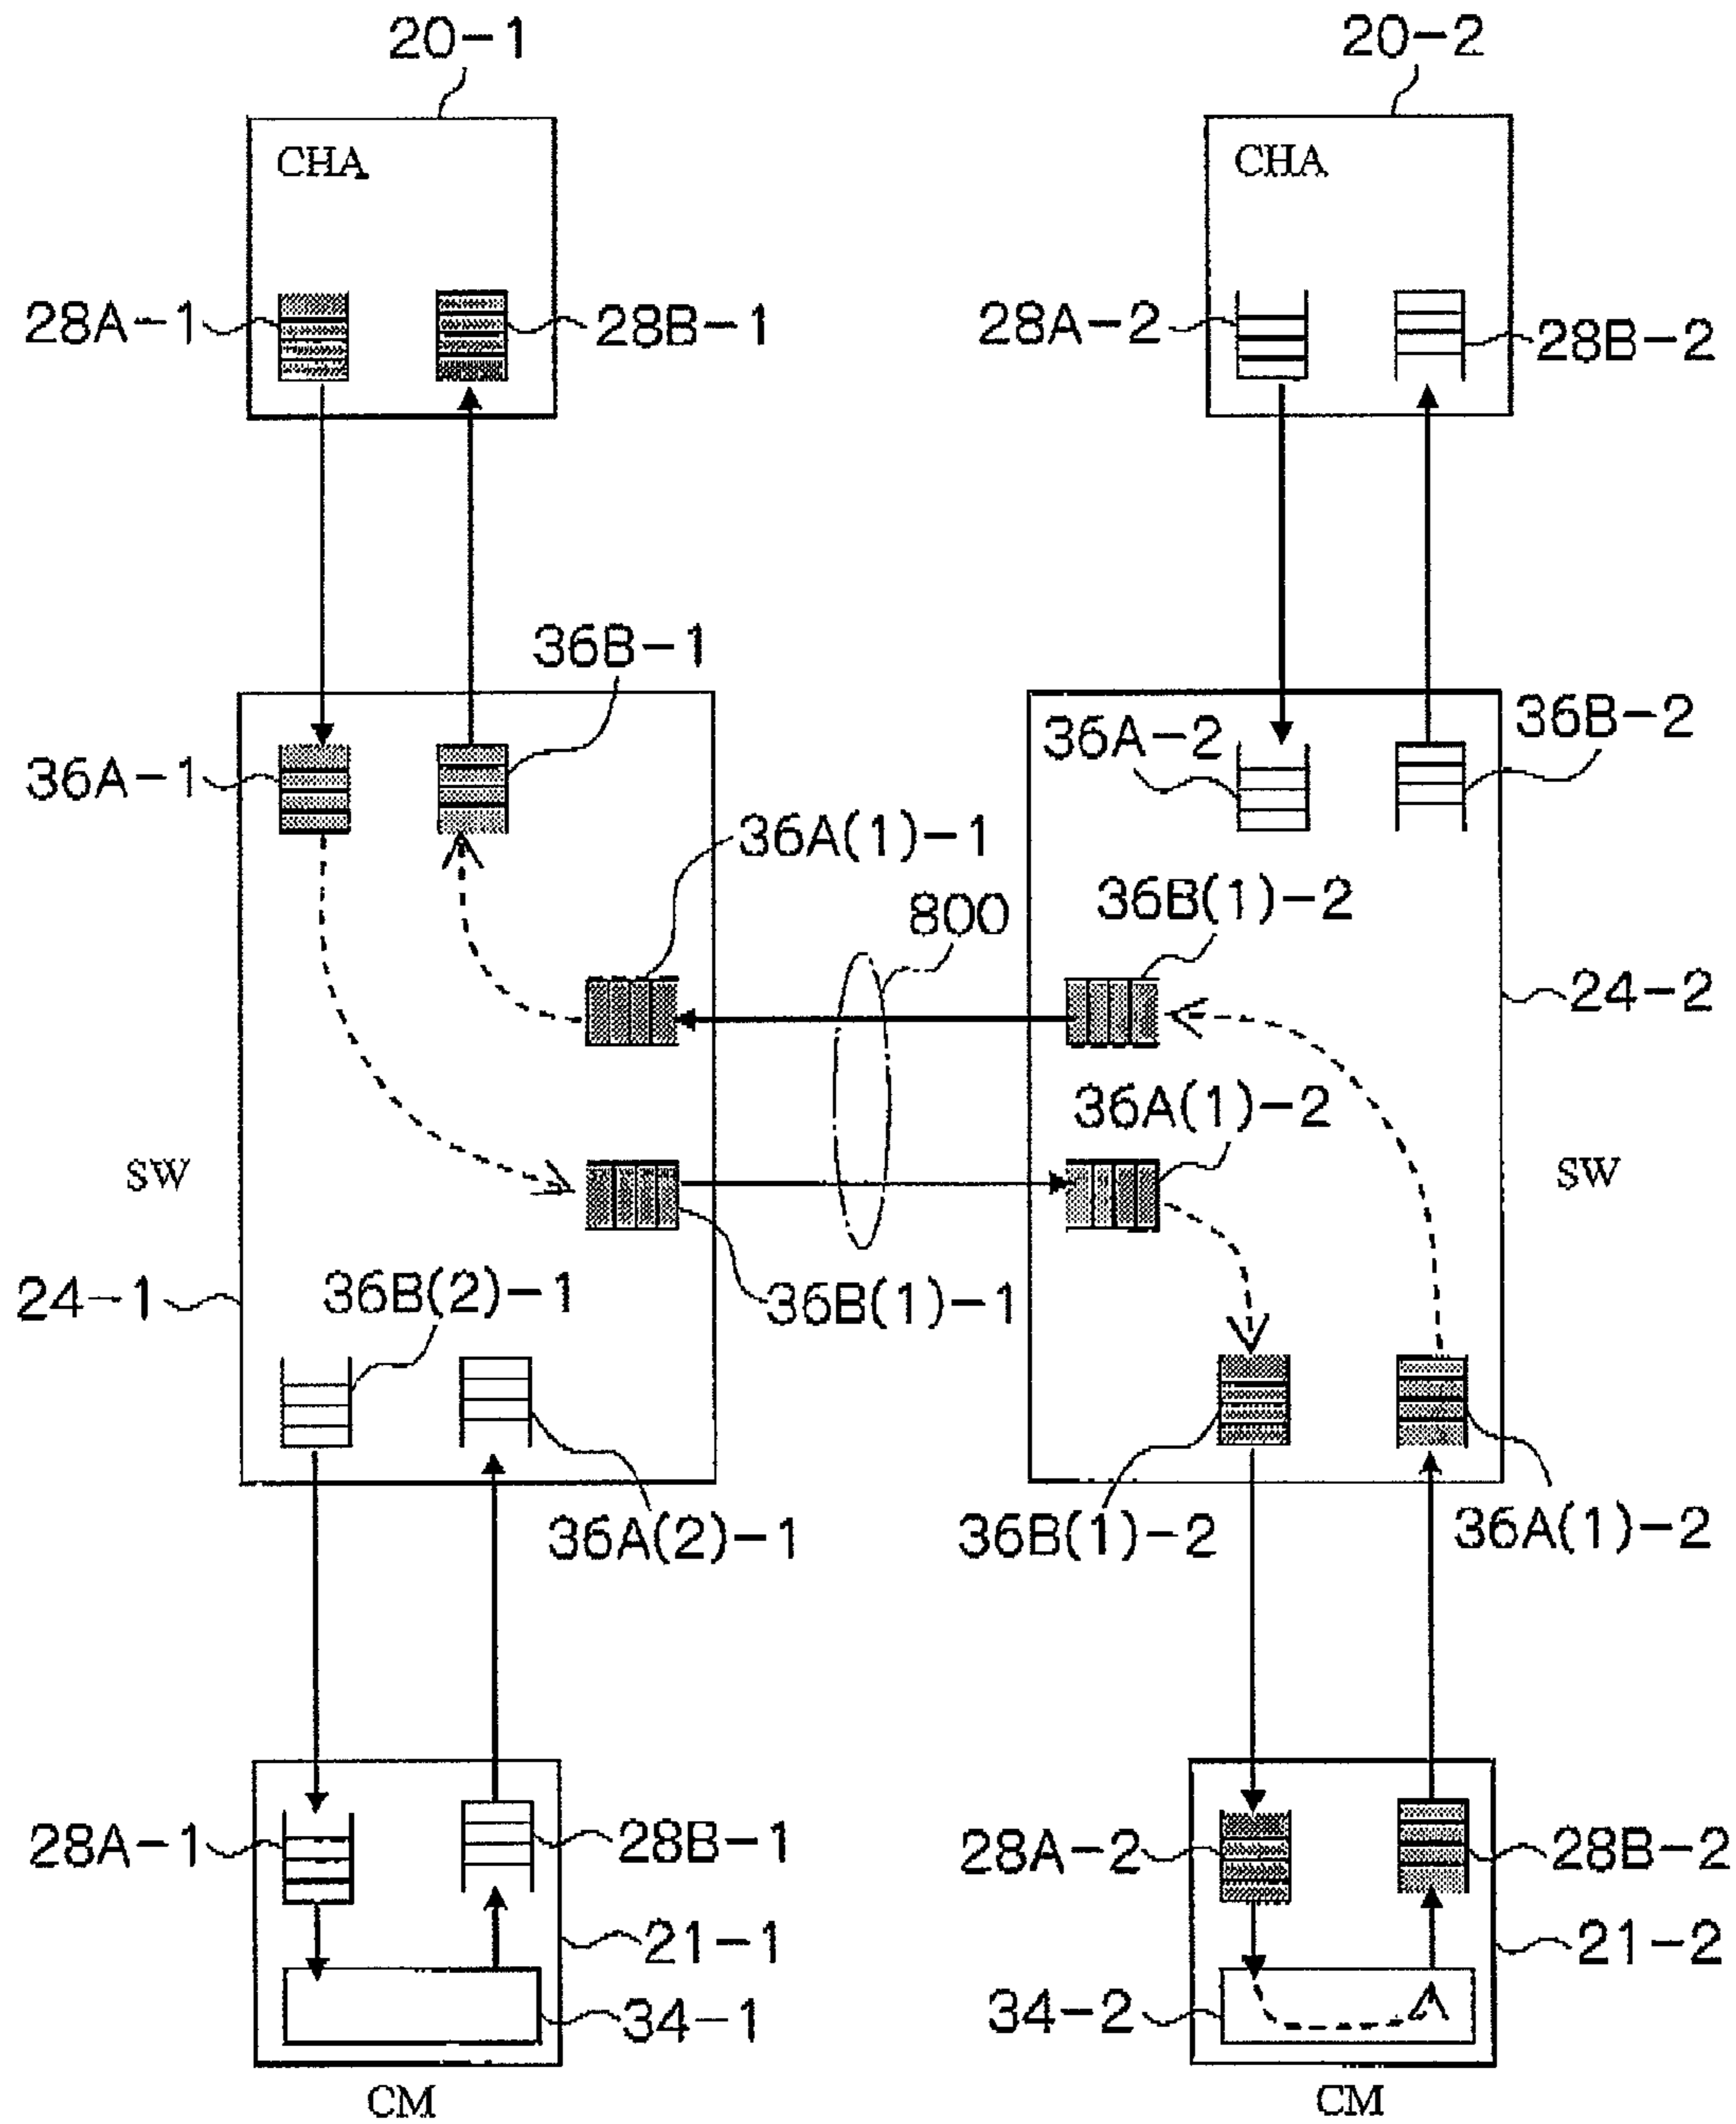 20-1 20-2
CHA CHA
28A-1 28B-1 28A-2 28B-2
36B-1
36A-1 36A-2 36B-2
36A(1)-1
36B(1)-2
800
24-2
36A(1)-2
SW SW
24-1 36B(2)-1 36B(1)-1
36A(2)-1 36B(1)-2 36A(1)-2
28A-1 28B-1 28A-2 28B-2
21-1 21-2
34-1 34-2
CM CM